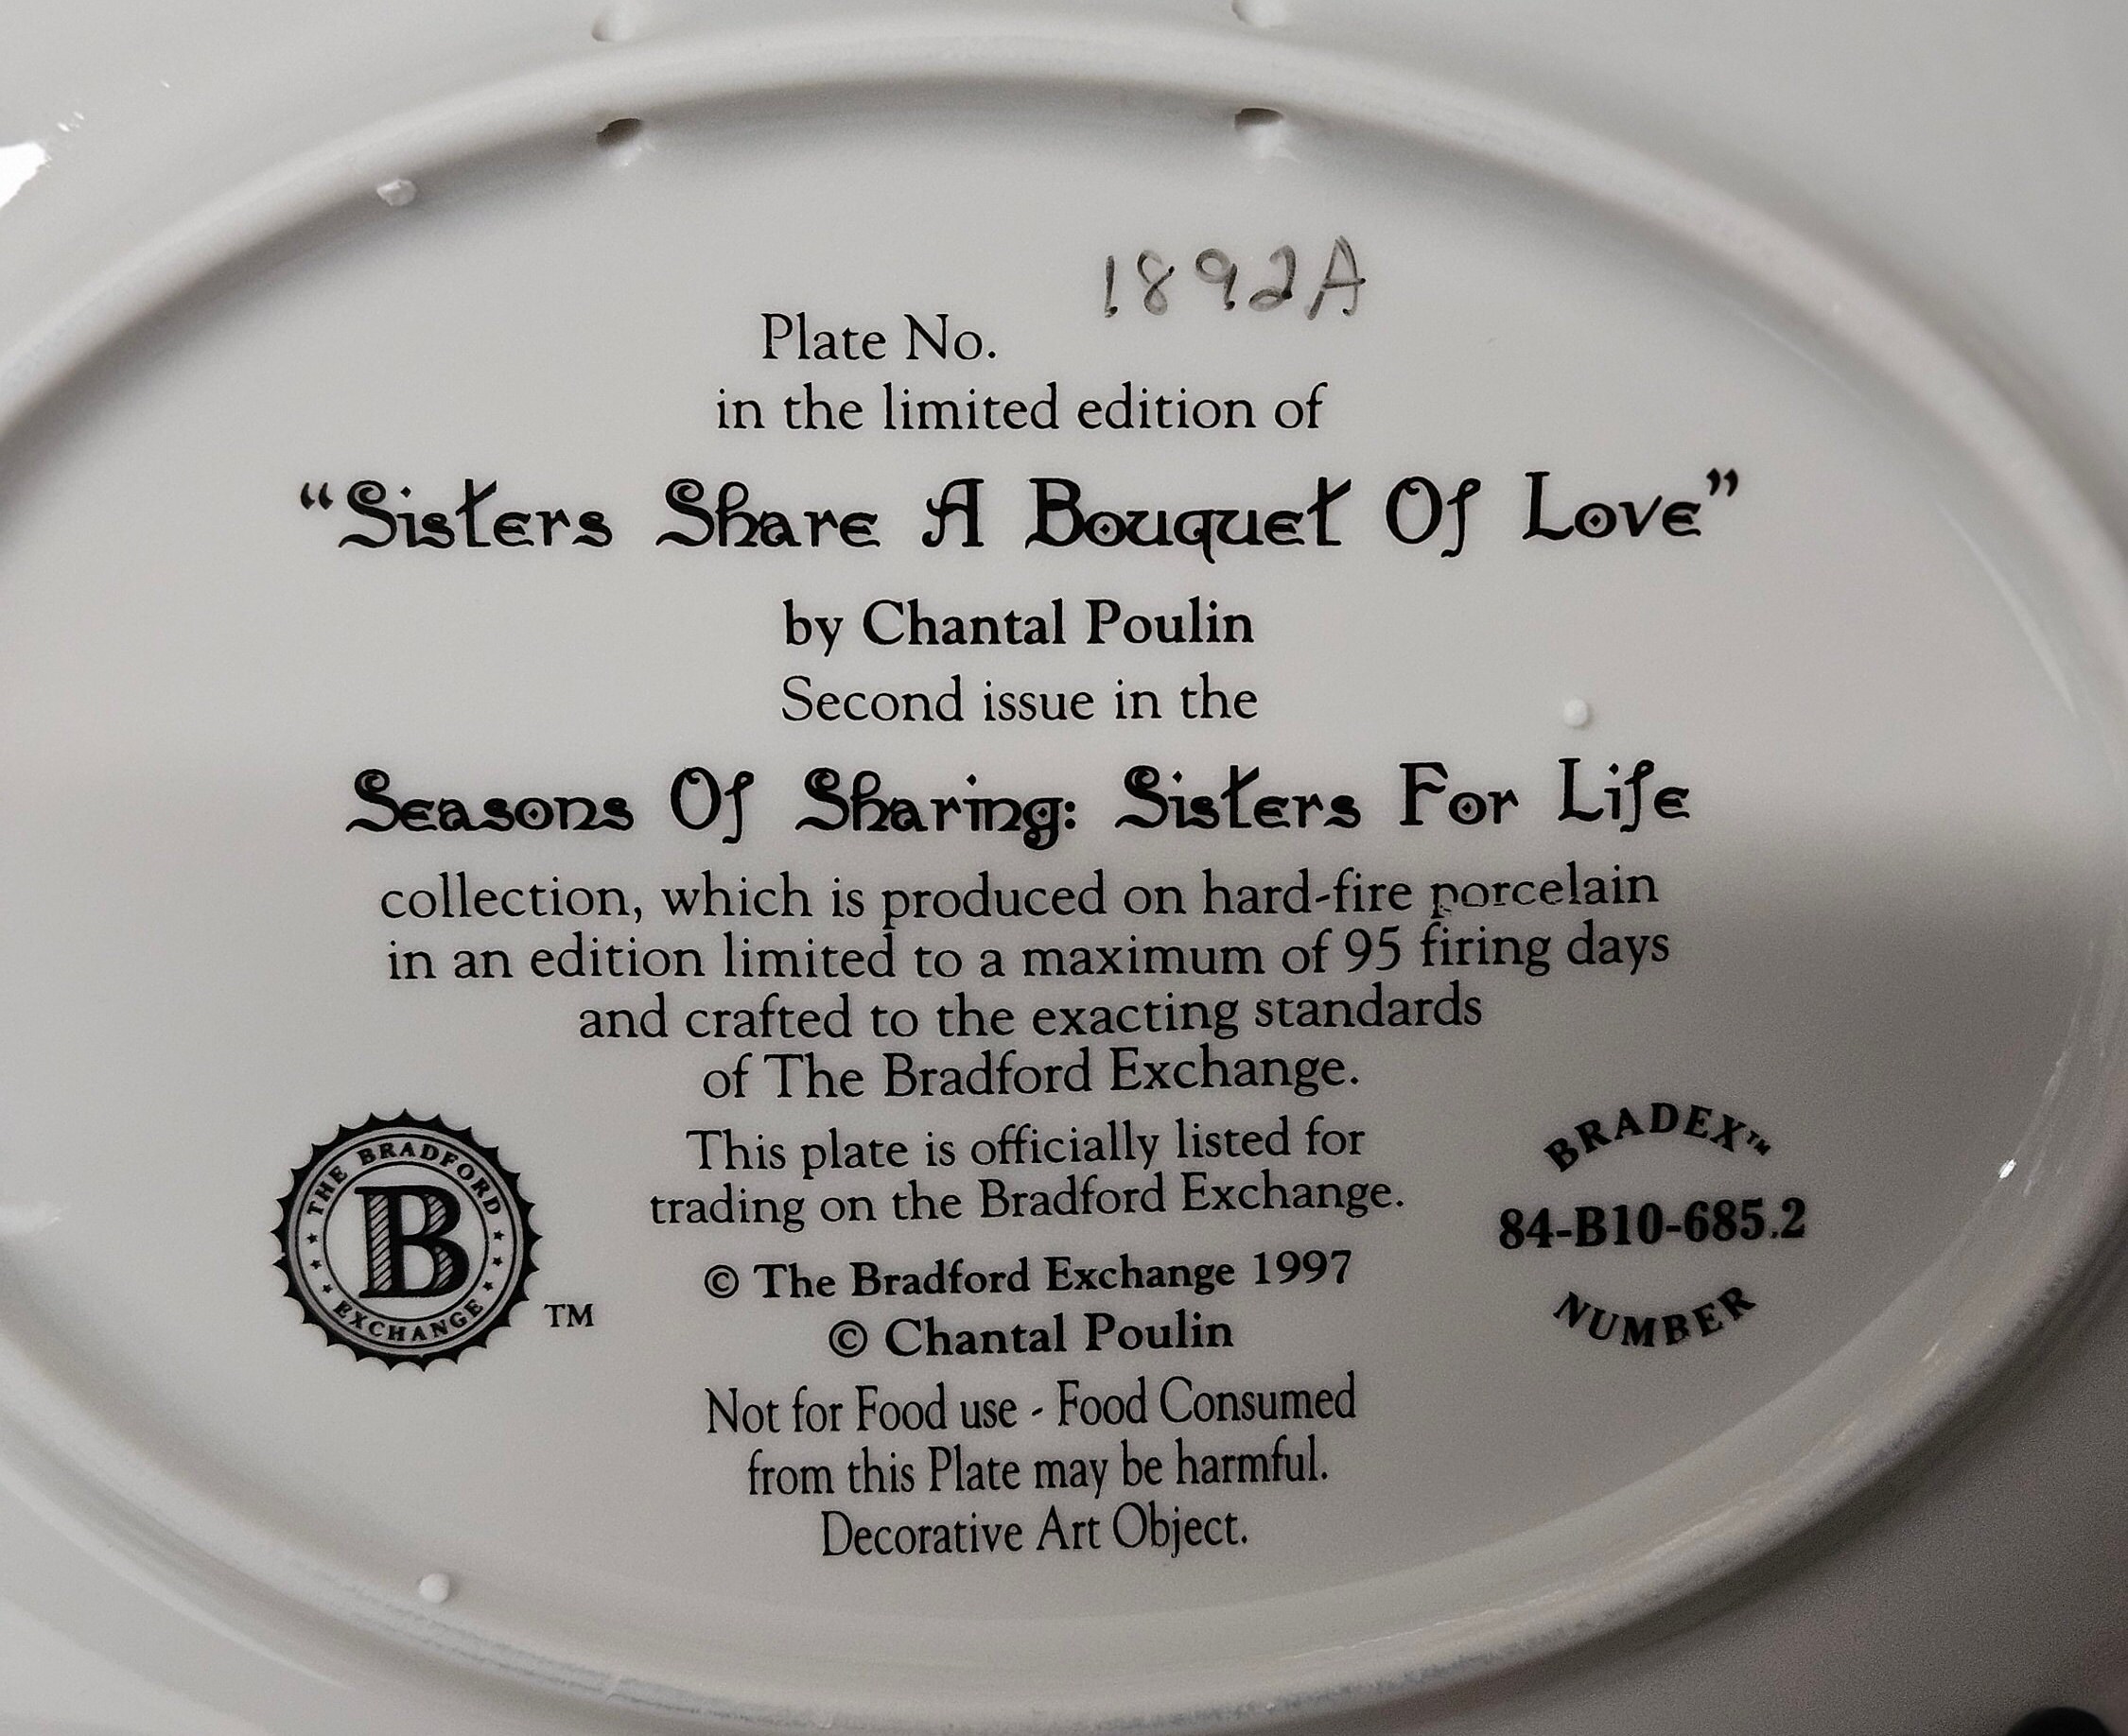 1892A
Plate No.
in the limited edition of
“Sisters Share A Bouquet Of Love”
by Chantal Poulin
Second issue in the
Seasons Of Sharing: Sisters For Life
collection, which is produced on hard-fire porcelain
in an edition limited to a maximum of 95 firing days
and crafted to the exacting standards
of The Bradford Exchange.
This plate is officially listed for
trading on the Bradford Exchange.
© The Bradford Exchange 1997
© Chantal Poulin
Not for Food use - Food Consumed
from this Plate may be harmful.
Decorative Art Object.
THE BRADFORD
B
EXCHANGE
TM
BRADEX™
84-B10-685.2
NUMBER